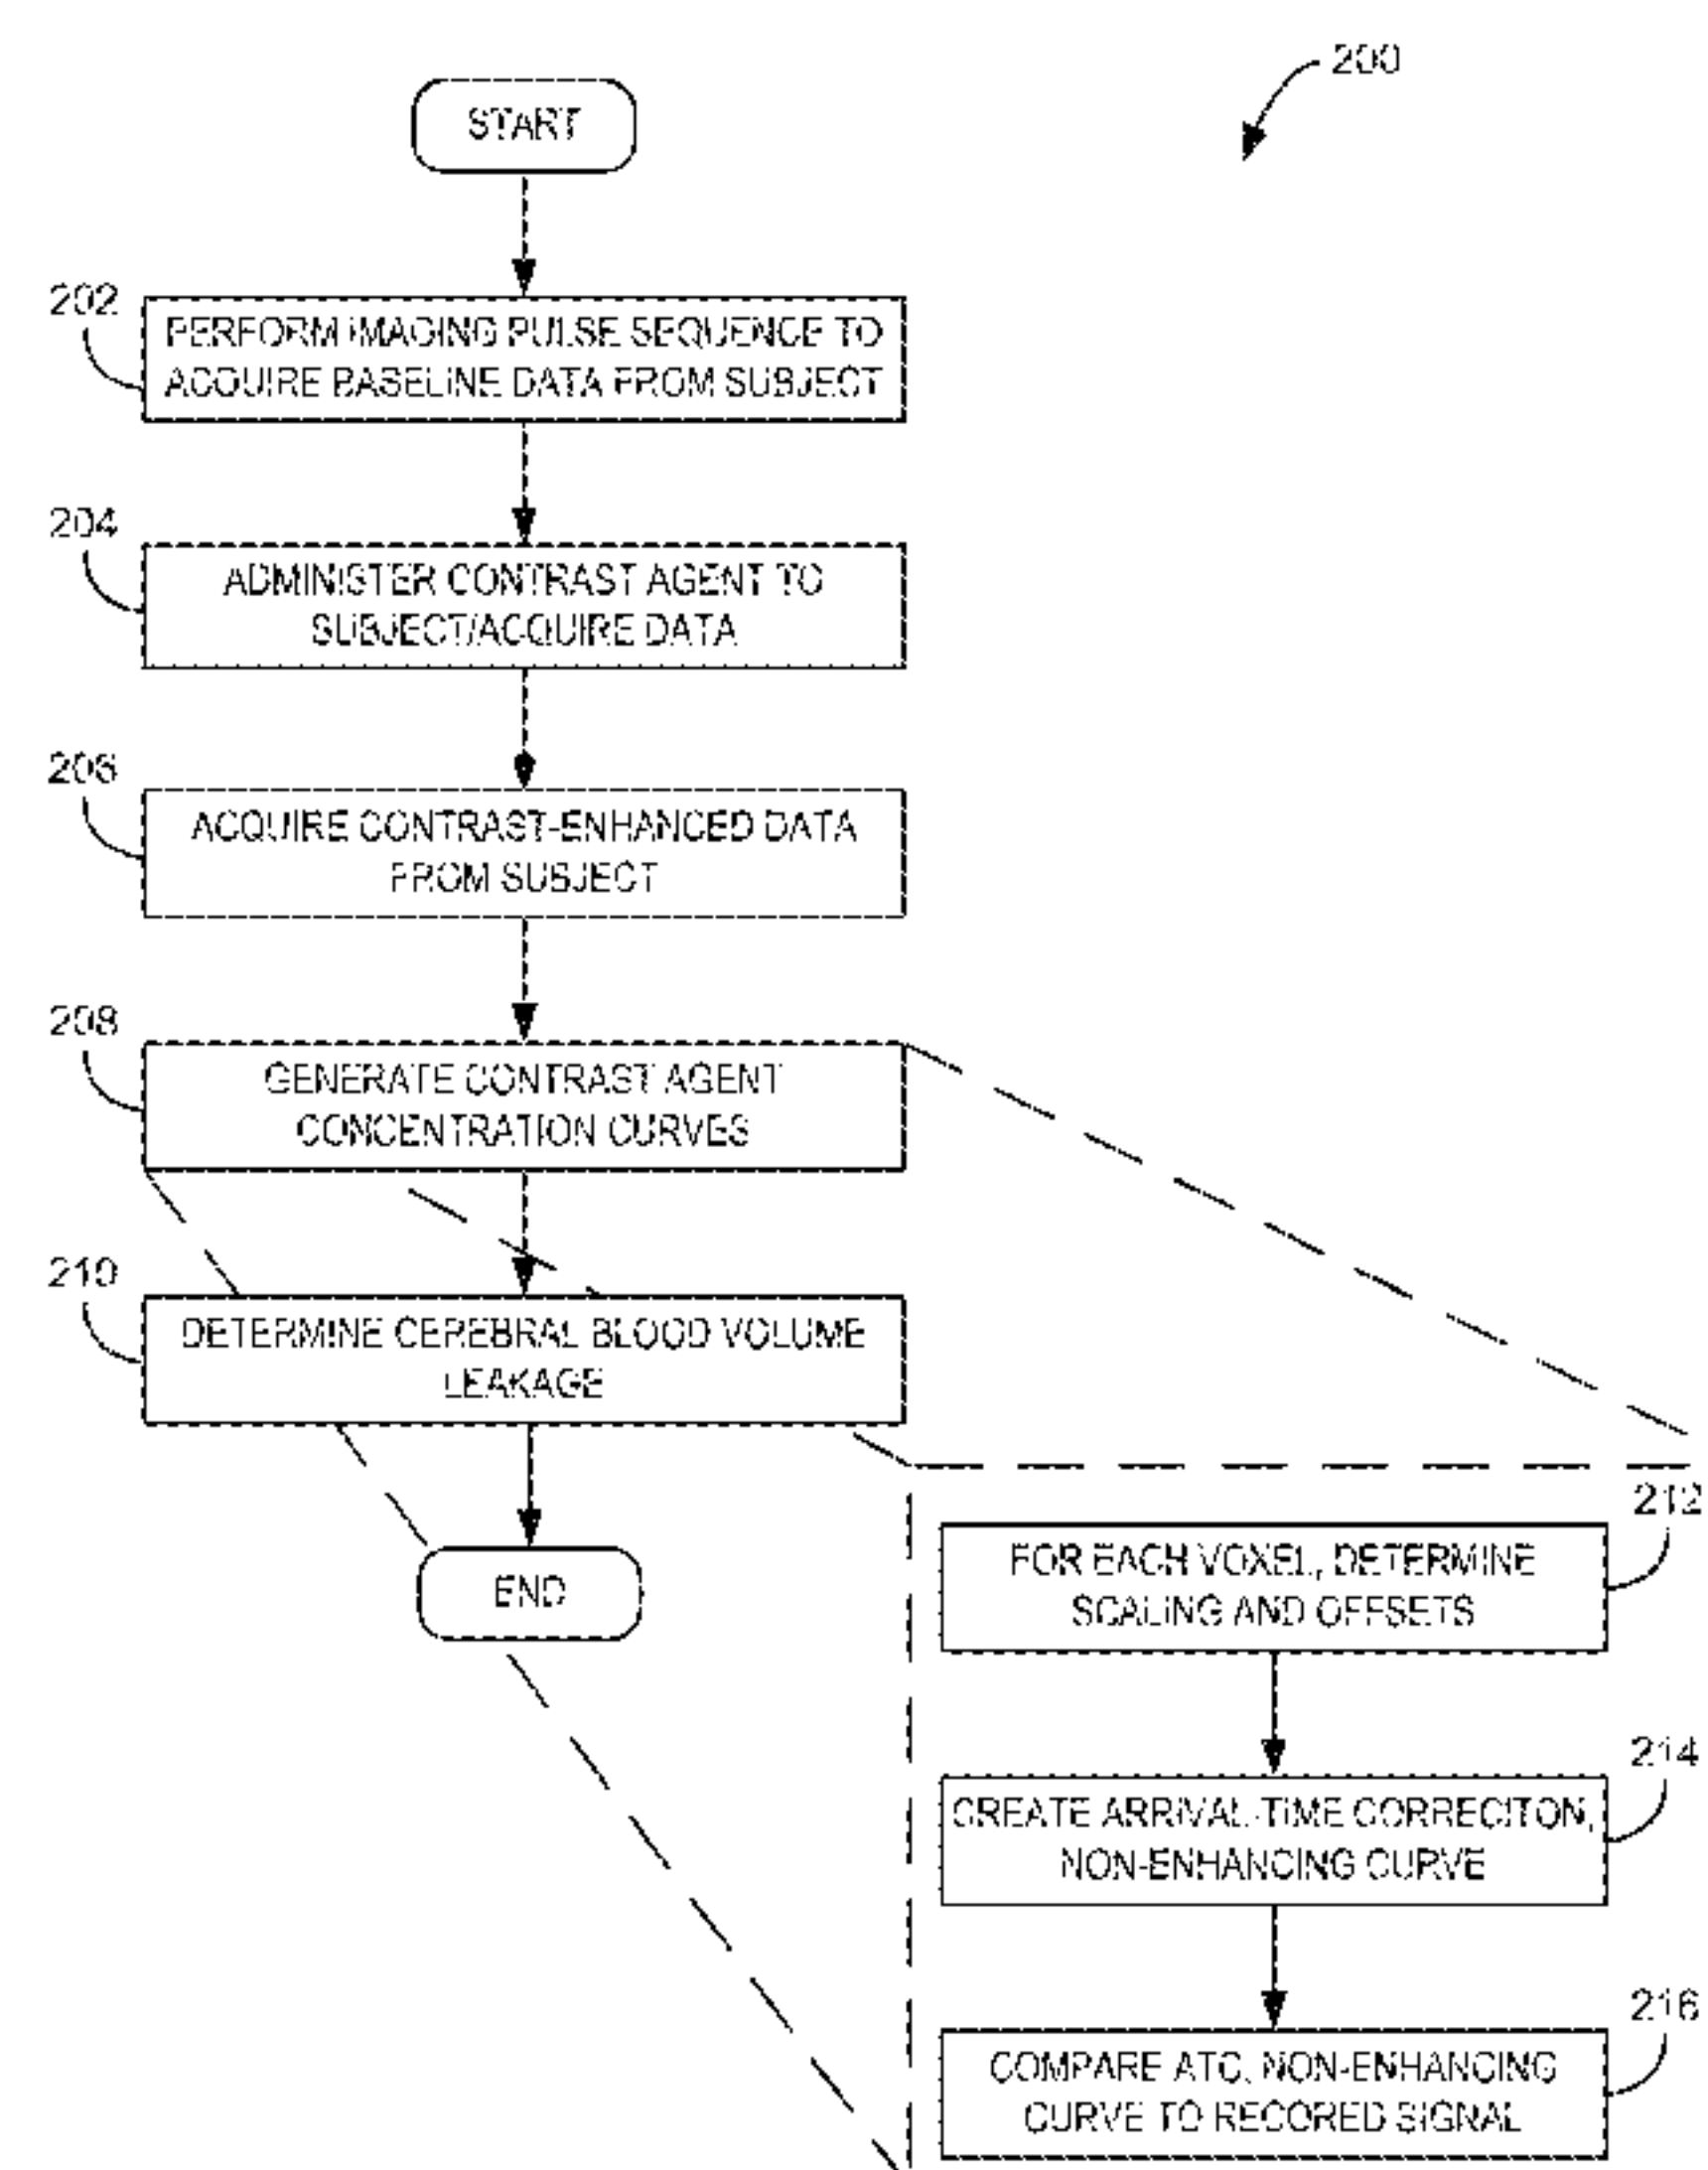 200
START
202
PERFORM IMAGING PULSE SEQUENCE TO
ACQUIRE BASELINE DATA FROM SUBJECT
204
ADMINISTER CONTRAST AGENT TO
SUBJECT/ACQUIRE DATA
206
ACQUIRE CONTRAST-ENHANCED DATA
FROM SUBJECT
208
GENERATE CONTRAST AGENT
CONCENTRATION CURVES
210
DETERMINE CEREBRAL BLOOD VOLUME
LEAKAGE
END
212
FOR EACH VOXEL, DETERMINE
SCALING AND OFFSETS
214
CREATE ARRIVAL-TIME CORRECITON,
NON-ENHANCING CURVE
216
COMPARE ATC, NON-ENHANCING
CURVE TO RECORED SIGNAL